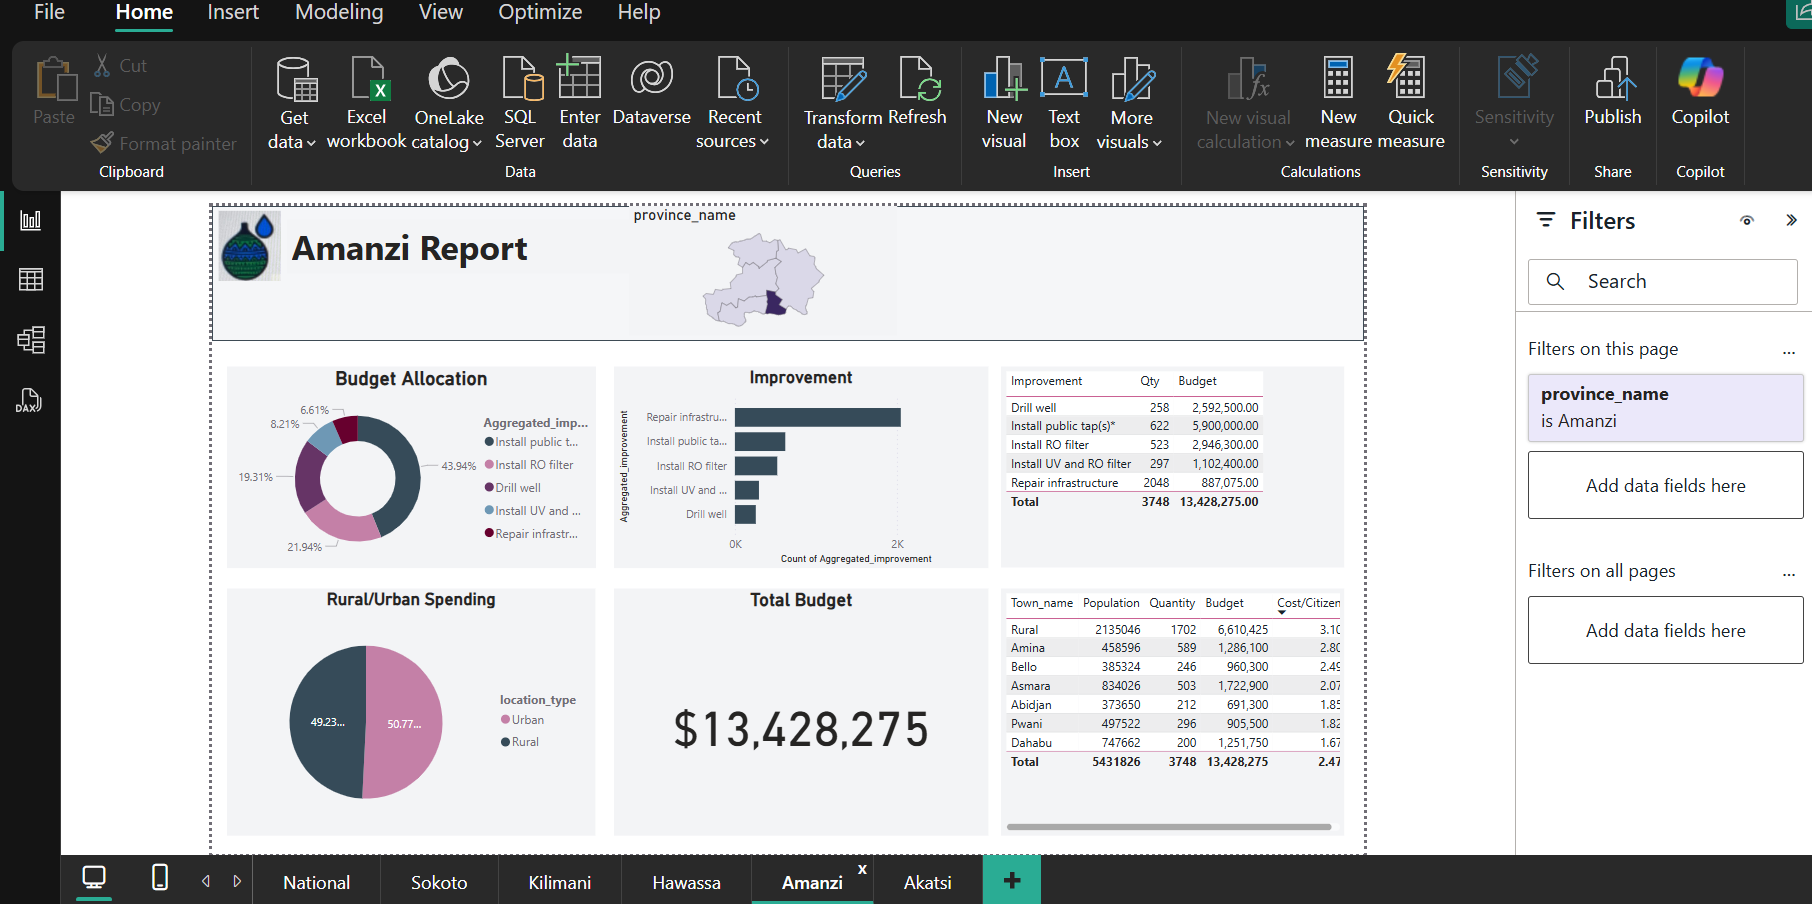 File Home Insert Modeling View Optimize Help
Paste
Cut
Copy
Format painter
Clipboard
Get data
Excel workbook
OneLake catalog
SQL Server
Enter data
Dataverse
Recent sources
Data
Transform data
Refresh
Queries
New visual
Text box
More visuals
Insert
New visual calculation
New measure
Quick measure
Calculations
Sensitivity
Sensitivity
Publish
Share
Copilot
Copilot
DAX
Amanzi Report
province_name
Budget Allocation
6.61%
8.21%
19.31%
21.94%
43.94%
Aggregated_imp...
Install public t...
Install RO filter
Drill well
Install UV and ...
Repair infrastr...
Improvement
Aggregated_improvement
Repair infrastru...
Install public ta...
Install RO filter
Install UV and ...
Drill well
0K 2K
Count of Aggregated_improvement
Improvement Qty Budget
Drill well 258 2,592,500.00
Install public tap(s)* 622 5,900,000.00
Install RO filter 523 2,946,300.00
Install UV and RO filter 297 1,102,400.00
Repair infrastructure 2048 887,075.00
Total 3748 13,428,275.00
Rural/Urban Spending
49.23...
50.77...
location_type
Urban
Rural
Total Budget
$13,428,275
Town_name Population Quantity Budget Cost/Citizen
Rural 2135046 1702 6,610,425 3.10
Amina 458596 589 1,286,100 2.80
Bello 385324 246 960,300 2.49
Asmara 834026 503 1,722,900 2.07
Abidjan 373650 212 691,300 1.85
Pwani 497522 296 905,500 1.82
Dahabu 747662 200 1,251,750 1.67
Total 5431826 3748 13,428,275 2.47
Filters
Search
Filters on this page ...
province_name
is Amanzi
Add data fields here
Filters on all pages ...
Add data fields here
National Sokoto Kilimani Hawassa Amanzi x Akatsi +